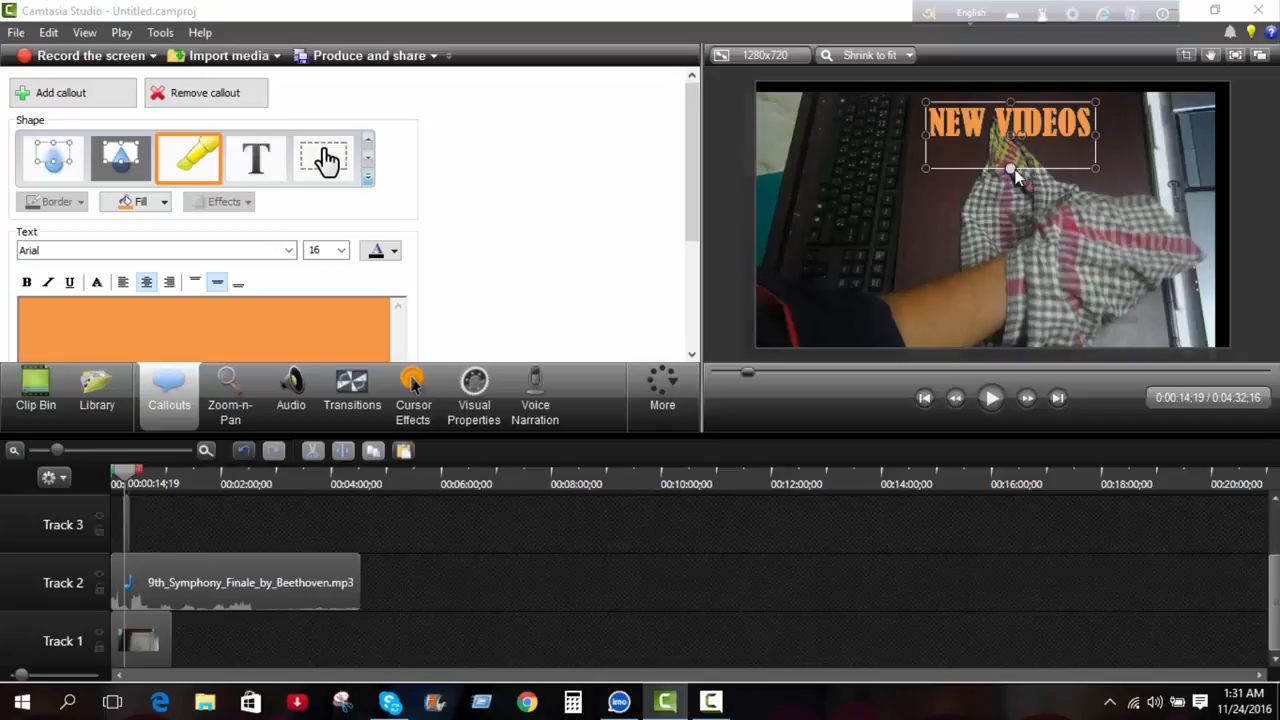 Camtasia Studio - Untitled.camproj
English
File Edit View Play Tools Help
Record the screen Import media Produce and share
1280x720 Shrink to fit
Add callout Remove callout
Shape
T
Border Fill Effects
Text
Arial 16 A
B I U A
NEW VIDEOS
Clip Bin Library Callouts Zoom-n-Pan Audio Transitions Cursor Effects Visual Properties Voice Narration More
0:00:14;19 / 0:04:32;16
00:00:14;19 00:02:00;00 00:04:00;00 00:06:00;00 00:08:00;00 00:10:00;00 00:12:00;00 00:14:00;00 00:16:00;00 00:18:00;00 00:20:00;00
Track 3
Track 2 9th_Symphony_Finale_by_Beethoven.mp3
Track 1
1:31 AM
11/24/2016